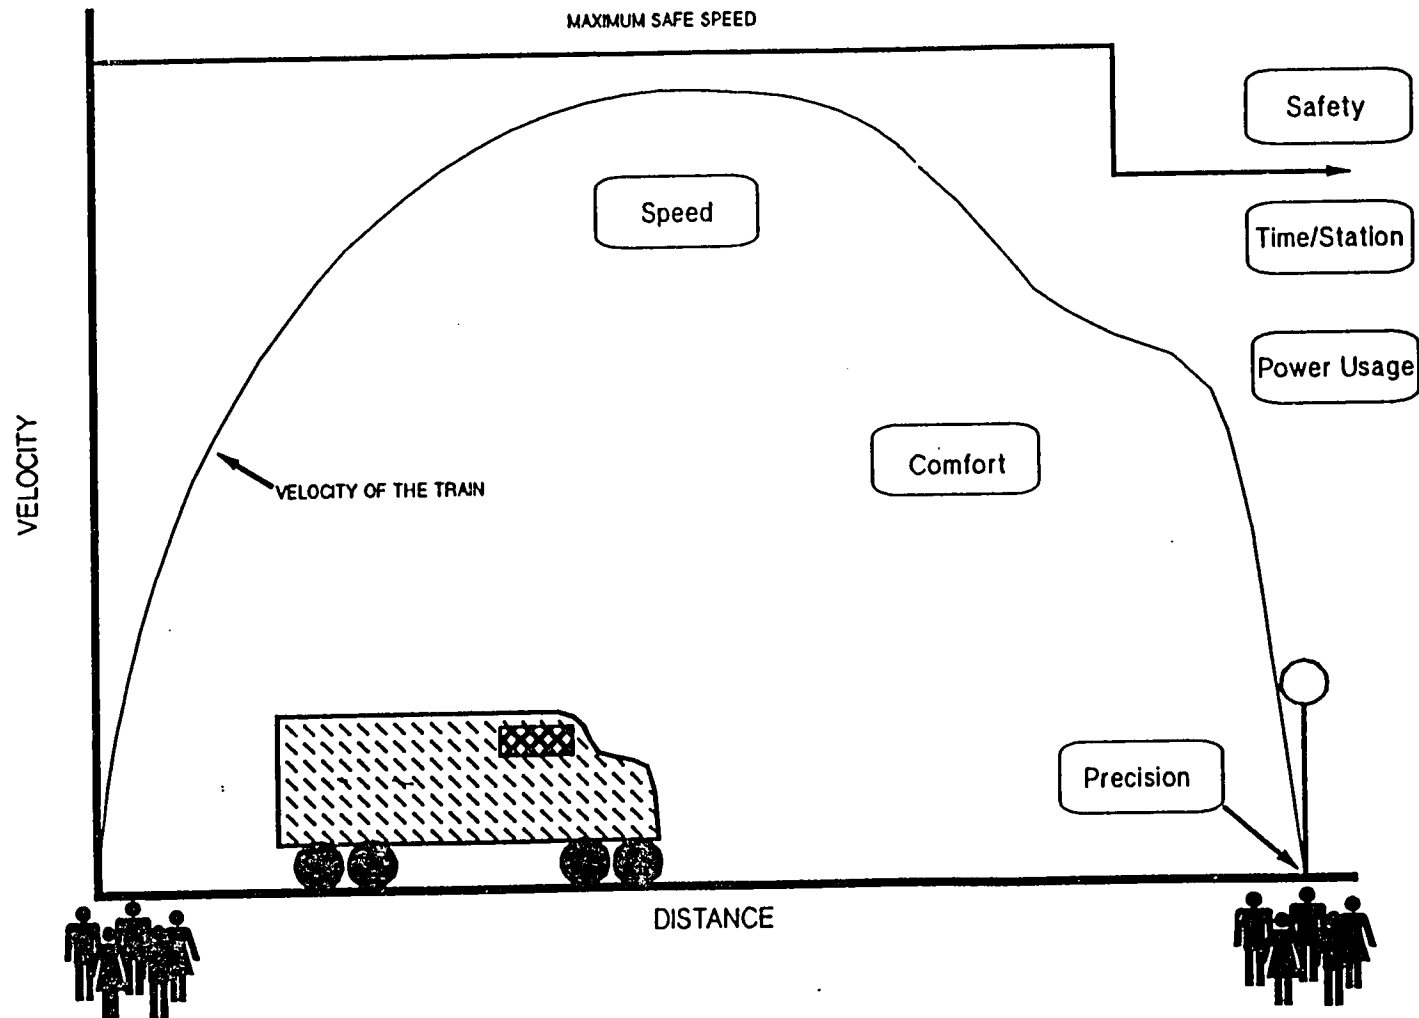 MAXIMUM SAFE SPEED
Safety
Speed
Time/Station
Power Usage
VELOCITY
Comfort
VELOCITY OF THE TRAIN
Precision
DISTANCE